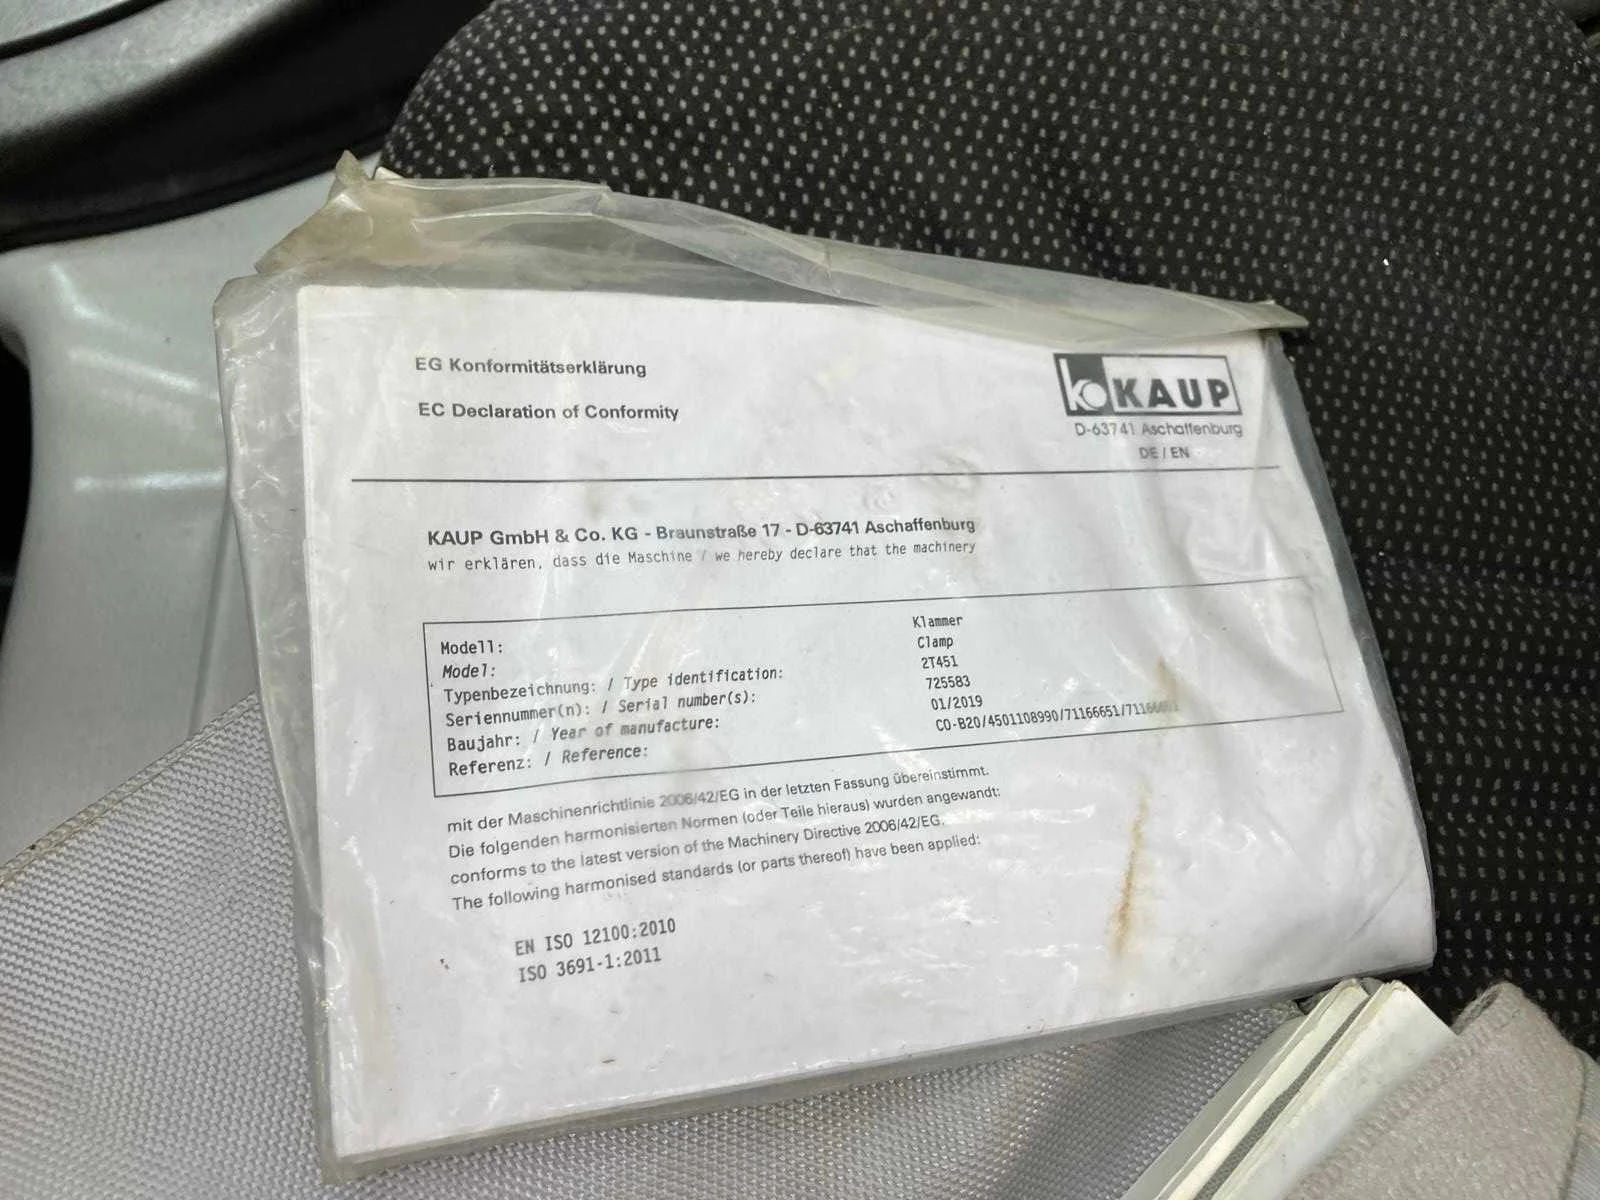 EG Konformitätserklärung
EC Declaration of Conformity
KAUP
D-63741 Aschaffenburg
DE / EN
KAUP GmbH & Co. KG - Braunstraße 17 - D-63741 Aschaffenburg
wir erklären, dass die Maschine / we hereby declare that the machinery
Modell: Klammer
Model: Clamp
Typenbezeichnung: / Type identification: 2T451
Seriennummer(n): / Serial number(s): 725583
Baujahr: / Year of manufacture: 01/2019
Referenz: / Reference: CO-B20/4501108990/71166651/
mit der Maschinenrichtlinie 2006/42/EG in der letzten Fassung übereinstimmt.
Die folgenden harmonisierten Normen (oder Teile hieraus) wurden angewandt:
conforms to the latest version of the Machinery Directive 2006/42/EG.
The following harmonised standards (or parts thereof) have been applied:
EN ISO 12100:2010
ISO 3691-1:2011